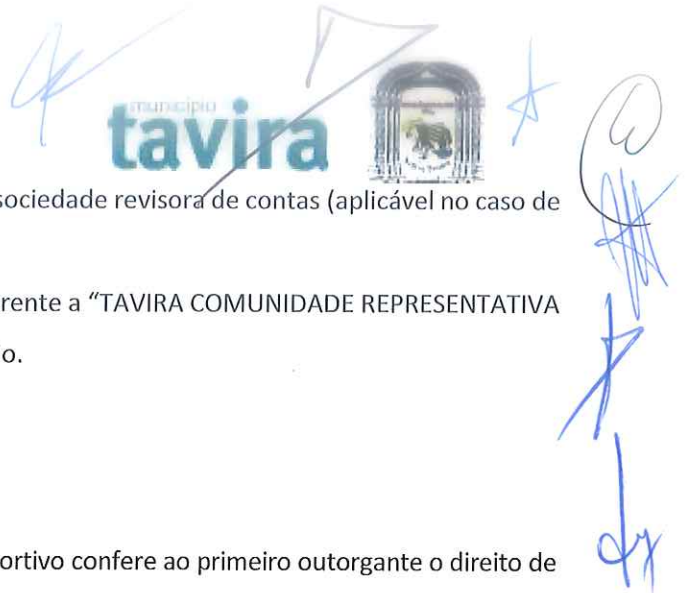 município
tavira
sociedade revisora de contas (aplicável no caso de
rente a “TAVIRA COMUNIDADE REPRESENTATIVA
o.
ortivo confere ao primeiro outorgante o direito de